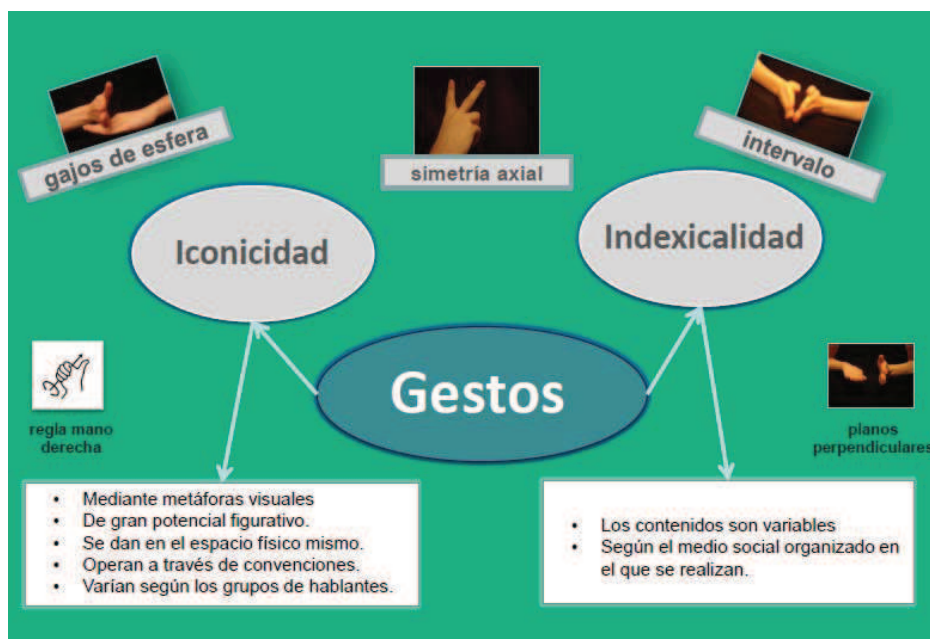 gajos de esfera
simetría axial
intervalo
Iconicidad
Indexicalidad
Gestos
regla mano
derecha
planos
perpendiculares
• Mediante metáforas visuales
• De gran potencial figurativo.
• Se dan en el espacio físico mismo.
• Operan a través de convenciones.
• Varían según los grupos de hablantes.
• Los contenidos son variables
• Según el medio social organizado en
el que se realizan.